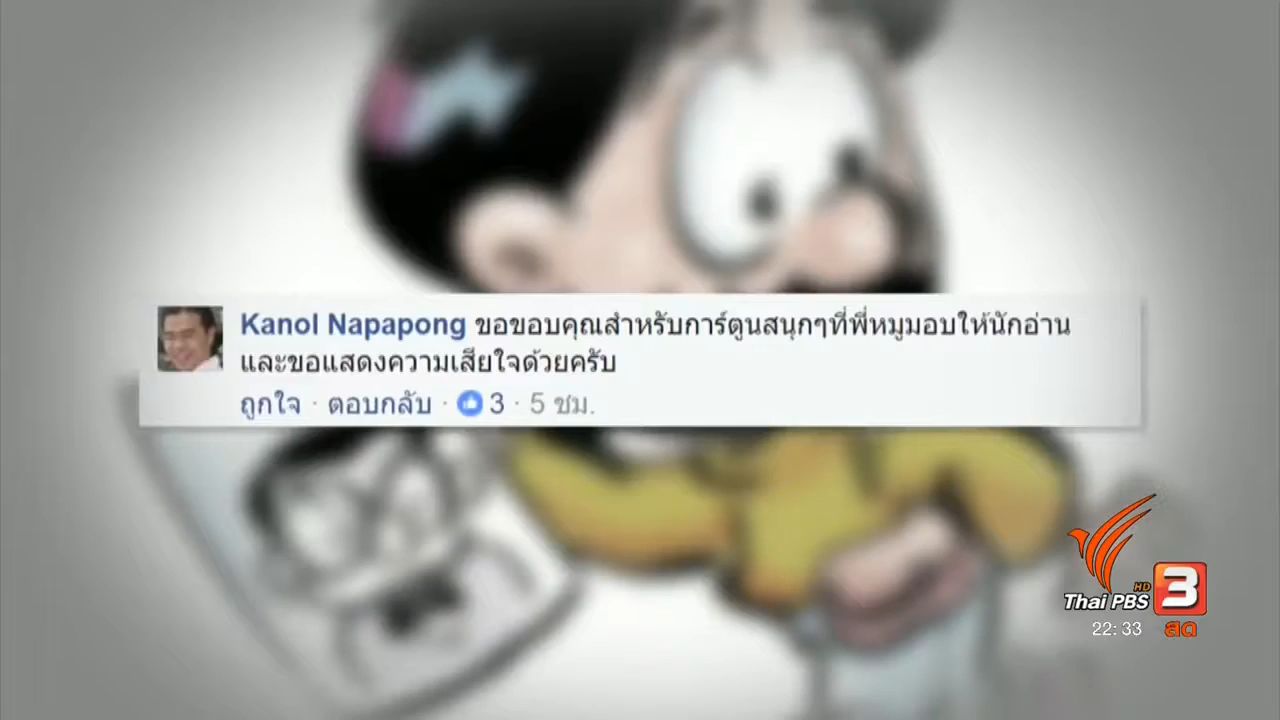 Kanol Napapong ขอขอบคุณสำหรับการ์ตูนสนุกๆที่พี่หมูมอบให้นักอ่าน
และขอแสดงความเสียใจด้วยครับ
ถูกใจ · ตอบกลับ · 3 · 5 ชม.
HD
Thai PBS 3
22:33 สด